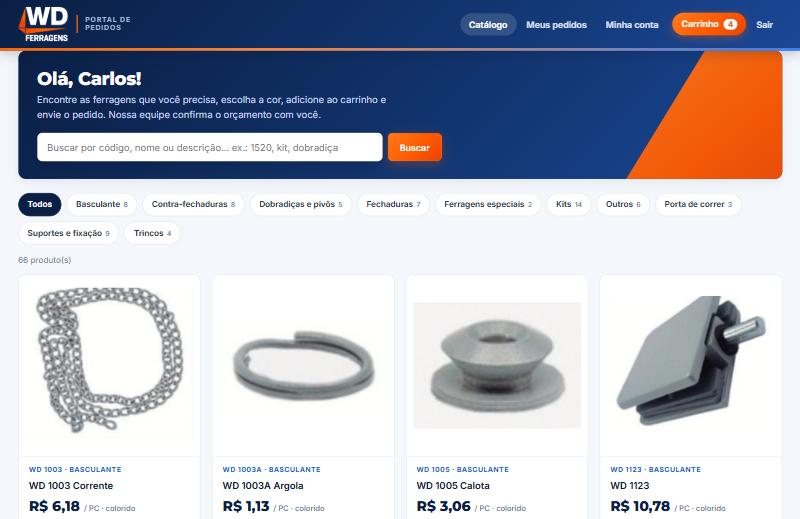 WD
FERRAGENS
PORTAL DE
PEDIDOS
Catálogo
Meus pedidos
Minha conta
Carrinho 4
Sair
Olá, Carlos!
Encontre as ferragens que você precisa, escolha a cor, adicione ao carrinho e
envie o pedido. Nossa equipe confirma o orçamento com você.
Buscar por código, nome ou descrição... ex.: 1520, kit, dobradiça
Buscar
Todos
Basculante 8
Contra-fechaduras 8
Dobradiças e pivôs 5
Fechaduras 7
Ferragens especiais 2
Kits 14
Outros 6
Porta de correr 3
Suportes e fixação 9
Trincos 4
66 produto(s)
WD 1003 · BASCULANTE
WD 1003 Corrente
R$ 6,18 / PC · colorido
WD 1003A · BASCULANTE
WD 1003A Argola
R$ 1,13 / PC · colorido
WD 1005 · BASCULANTE
WD 1005 Calota
R$ 3,06 / PC · colorido
WD 1123 · BASCULANTE
WD 1123
R$ 10,78 / PC · colorido